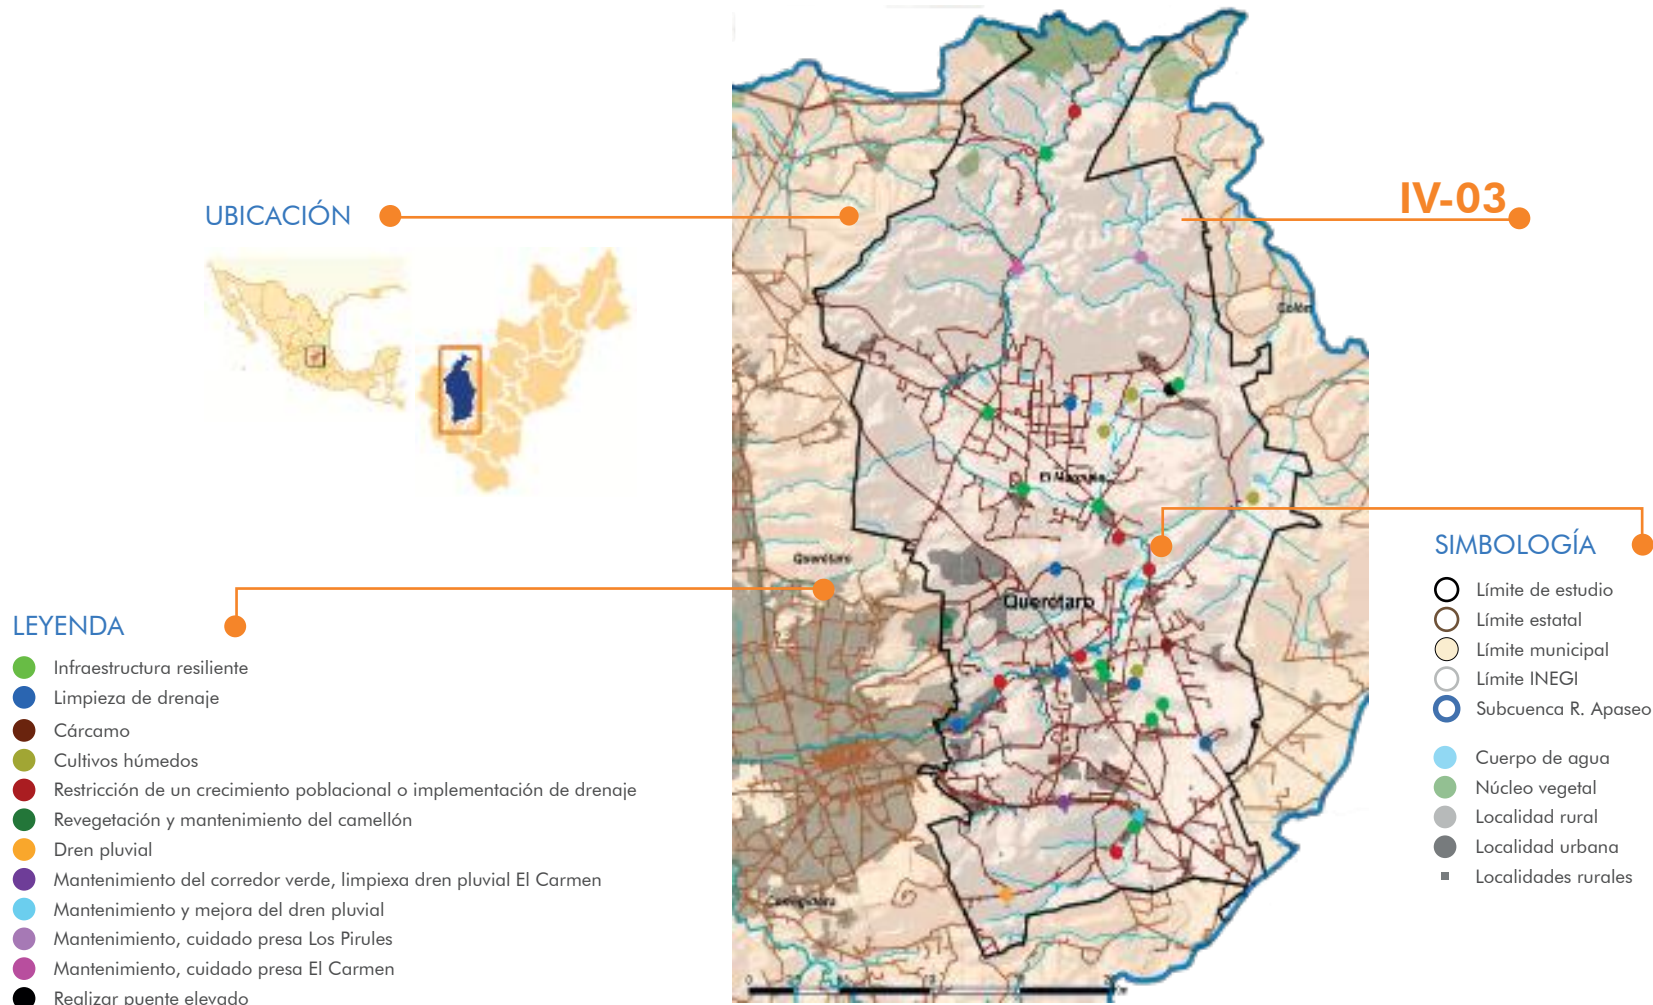 UBICACIÓN
IV-03
Colón
El Marqués
Querétaro
Querétaro
SIMBOLOGÍA
Límite de estudio
Límite estatal
Límite municipal
Límite INEGI
Subcuenca R. Apaseo
Cuerpo de agua
Núcleo vegetal
Localidad rural
Localidad urbana
Localidades rurales
LEYENDA
Infraestructura resiliente
Limpieza de drenaje
Cárcamo
Cultivos húmedos
Restricción de un crecimiento poblacional o implementación de drenaje
Revegetación y mantenimiento del camellón
Dren pluvial
Mantenimiento del corredor verde, limpiexa dren pluvial El Carmen
Mantenimiento y mejora del dren pluvial
Mantenimiento, cuidado presa Los Pirules
Mantenimiento, cuidado presa El Carmen
Realizar puente elevado
Corregidora
0